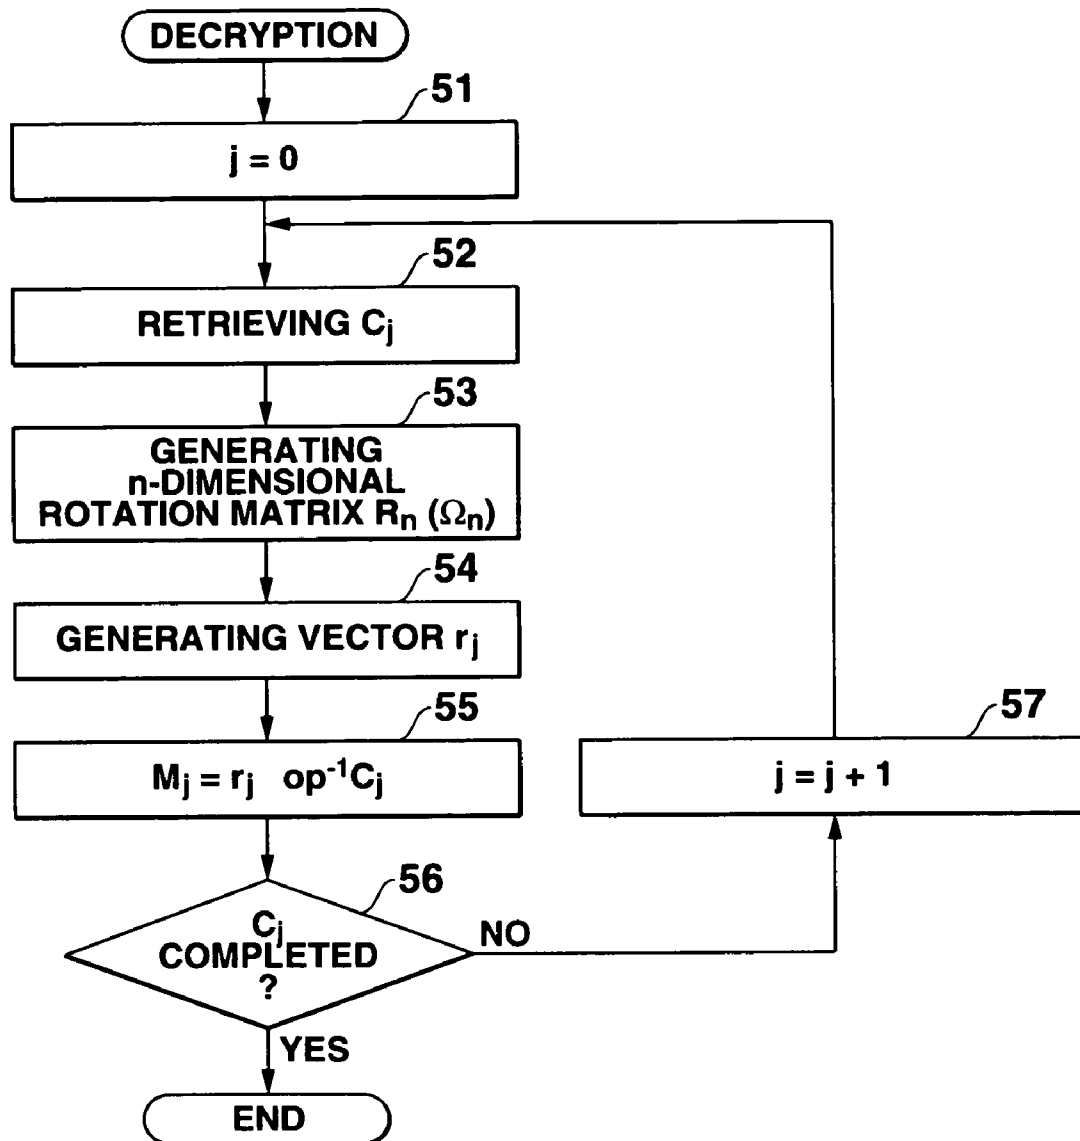 DECRYPTION
51
j = 0
52
RETRIEVING Cj
53
GENERATING
n-DIMENSIONAL
ROTATION MATRIX Rn (Ωn)
54
GENERATING VECTOR rj
55
Mj = rj op-1Cj
57
j = j + 1
56
Cj
COMPLETED
?
NO
YES
END